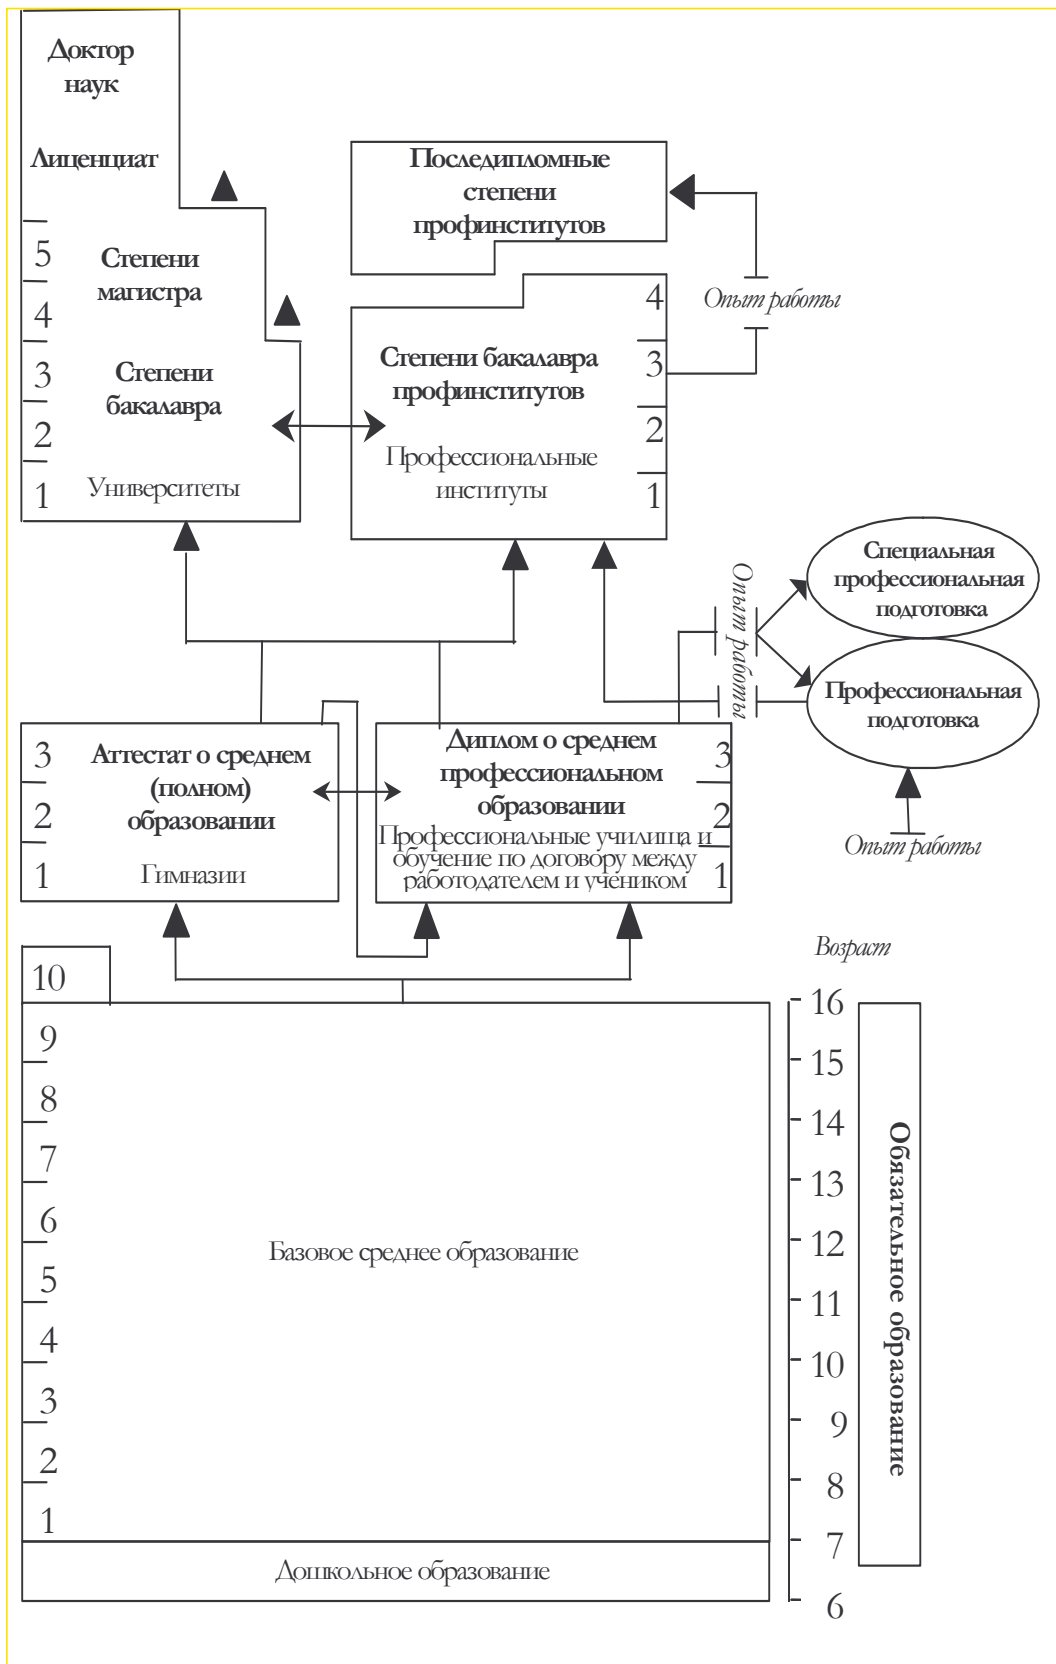 Доктор
наук
Лиценциат
5
4
3
2
1
Степени
магистра
Степени
бакалавра
Университеты
Последипломные
степени
профинститутов
Опыт работы
4
3
2
1
Степени бакалавра
профинститутов
Профессиональные
институты
Специальная
профессиональная
подготовка
Опыт работы
Профессиональная
подготовка
Опыт работы
3
2
1
Аттестат о среднем
(полном)
образовании
Гимназии
Диплом о среднем
профессиональном
образовании
Профессиональные училища и
обучение по договору между
работодателем и учеником
3
2
1
10
9
8
7
6
5
4
3
2
1
Базовое среднее образование
Дошкольное образование
Возраст
16
15
14
13
12
11
10
9
8
7
6
Обязательное образование